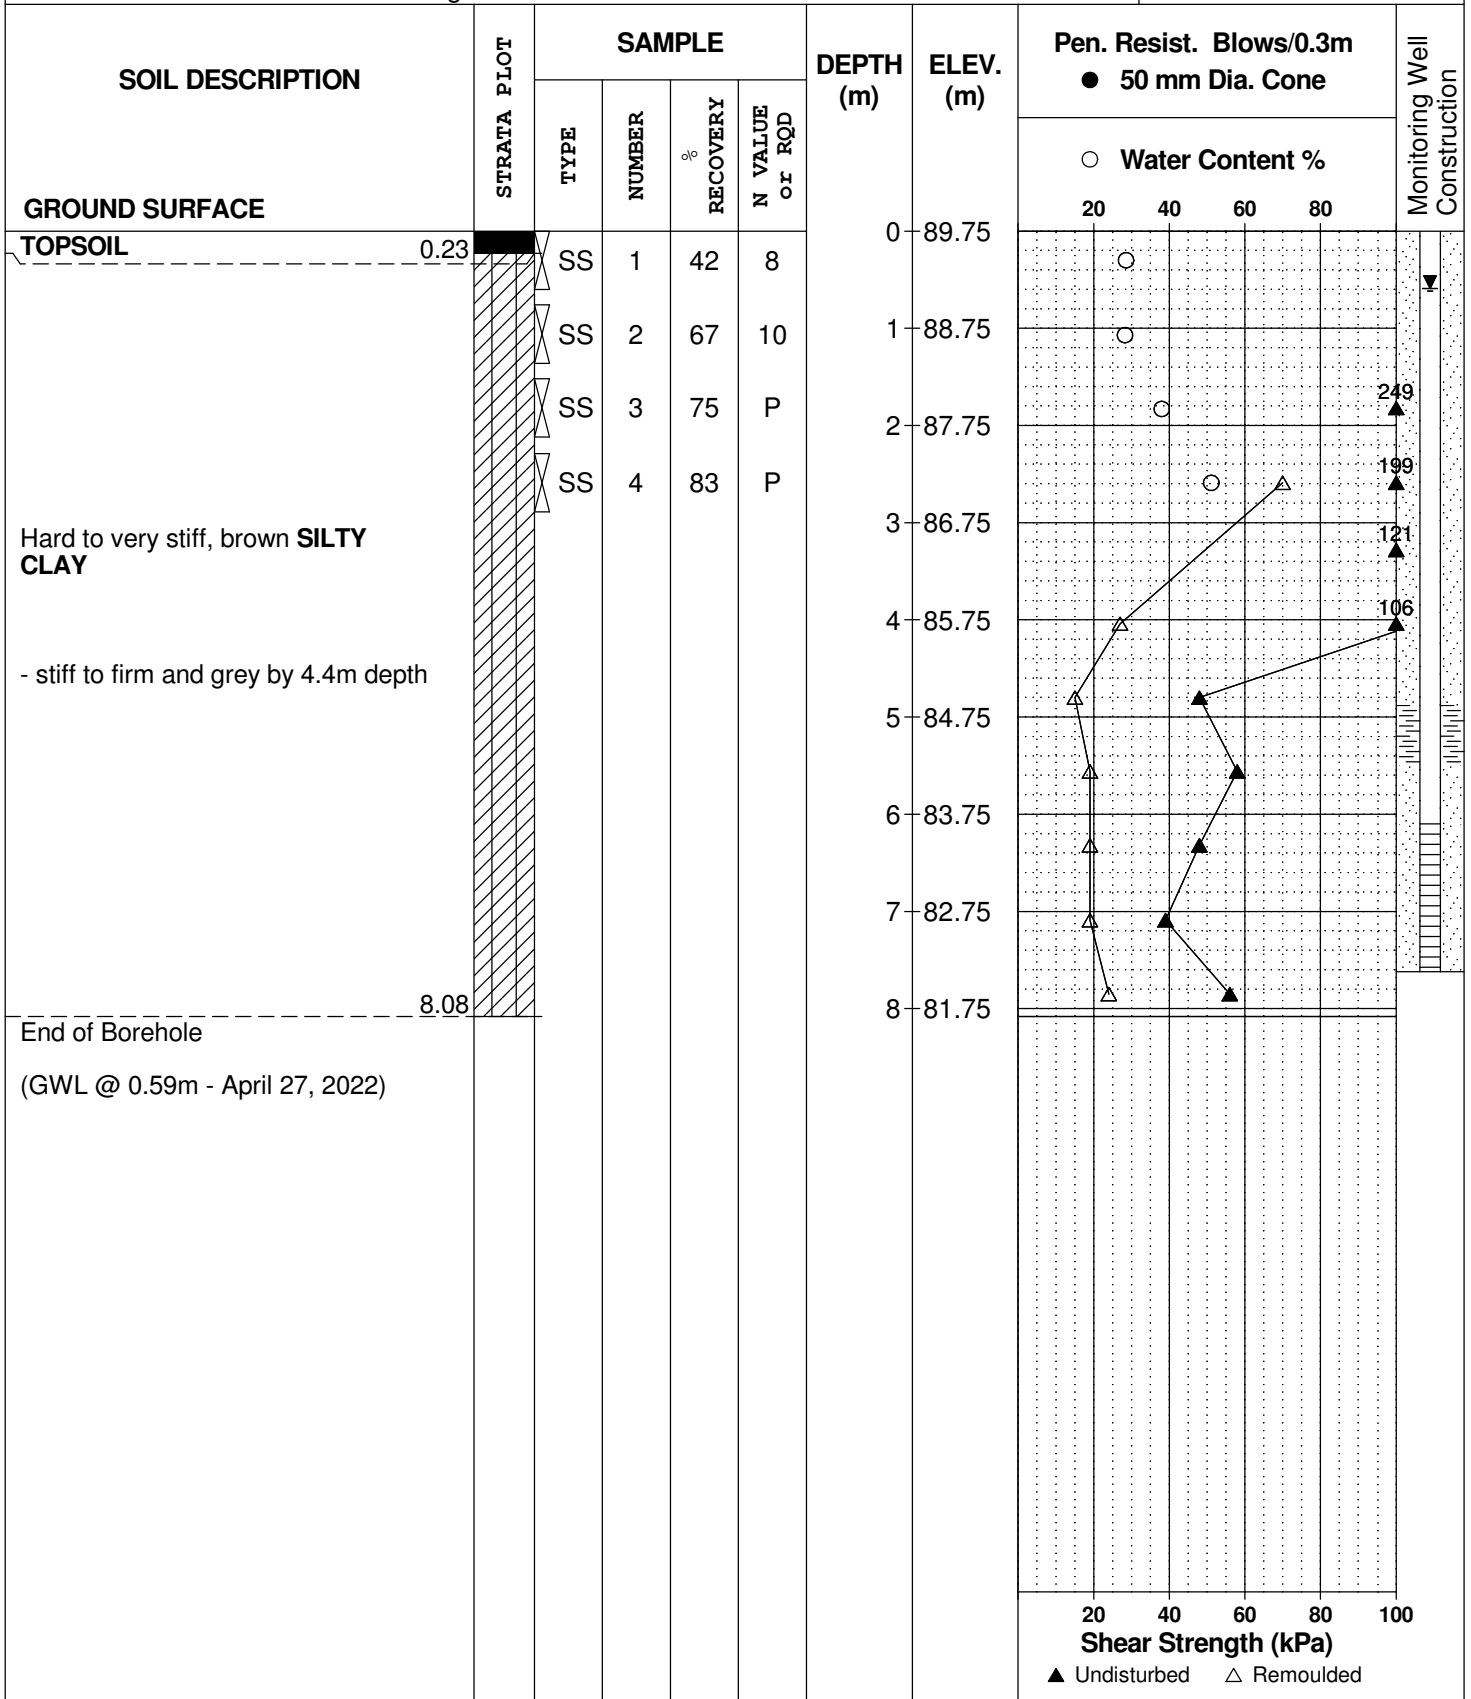 SOIL DESCRIPTION
GROUND SURFACE
STRATA PLOT
SAMPLE
TYPE
NUMBER
% RECOVERY
N VALUE or RQD
DEPTH (m)
ELEV. (m)
Pen. Resist. Blows/0.3m
● 50 mm Dia. Cone
○ Water Content %
20 40 60 80
Monitoring Well Construction
TOPSOIL 0.23
SS 1 42 8
SS 2 67 10
SS 3 75 P
SS 4 83 P
Hard to very stiff, brown SILTY
CLAY
- stiff to firm and grey by 4.4m depth
8.08
End of Borehole
(GWL @ 0.59m - April 27, 2022)
0 89.75
1 88.75
2 87.75
3 86.75
4 85.75
5 84.75
6 83.75
7 82.75
8 81.75
249
199
121
106
20 40 60 80 100
Shear Strength (kPa)
▲ Undisturbed △ Remoulded